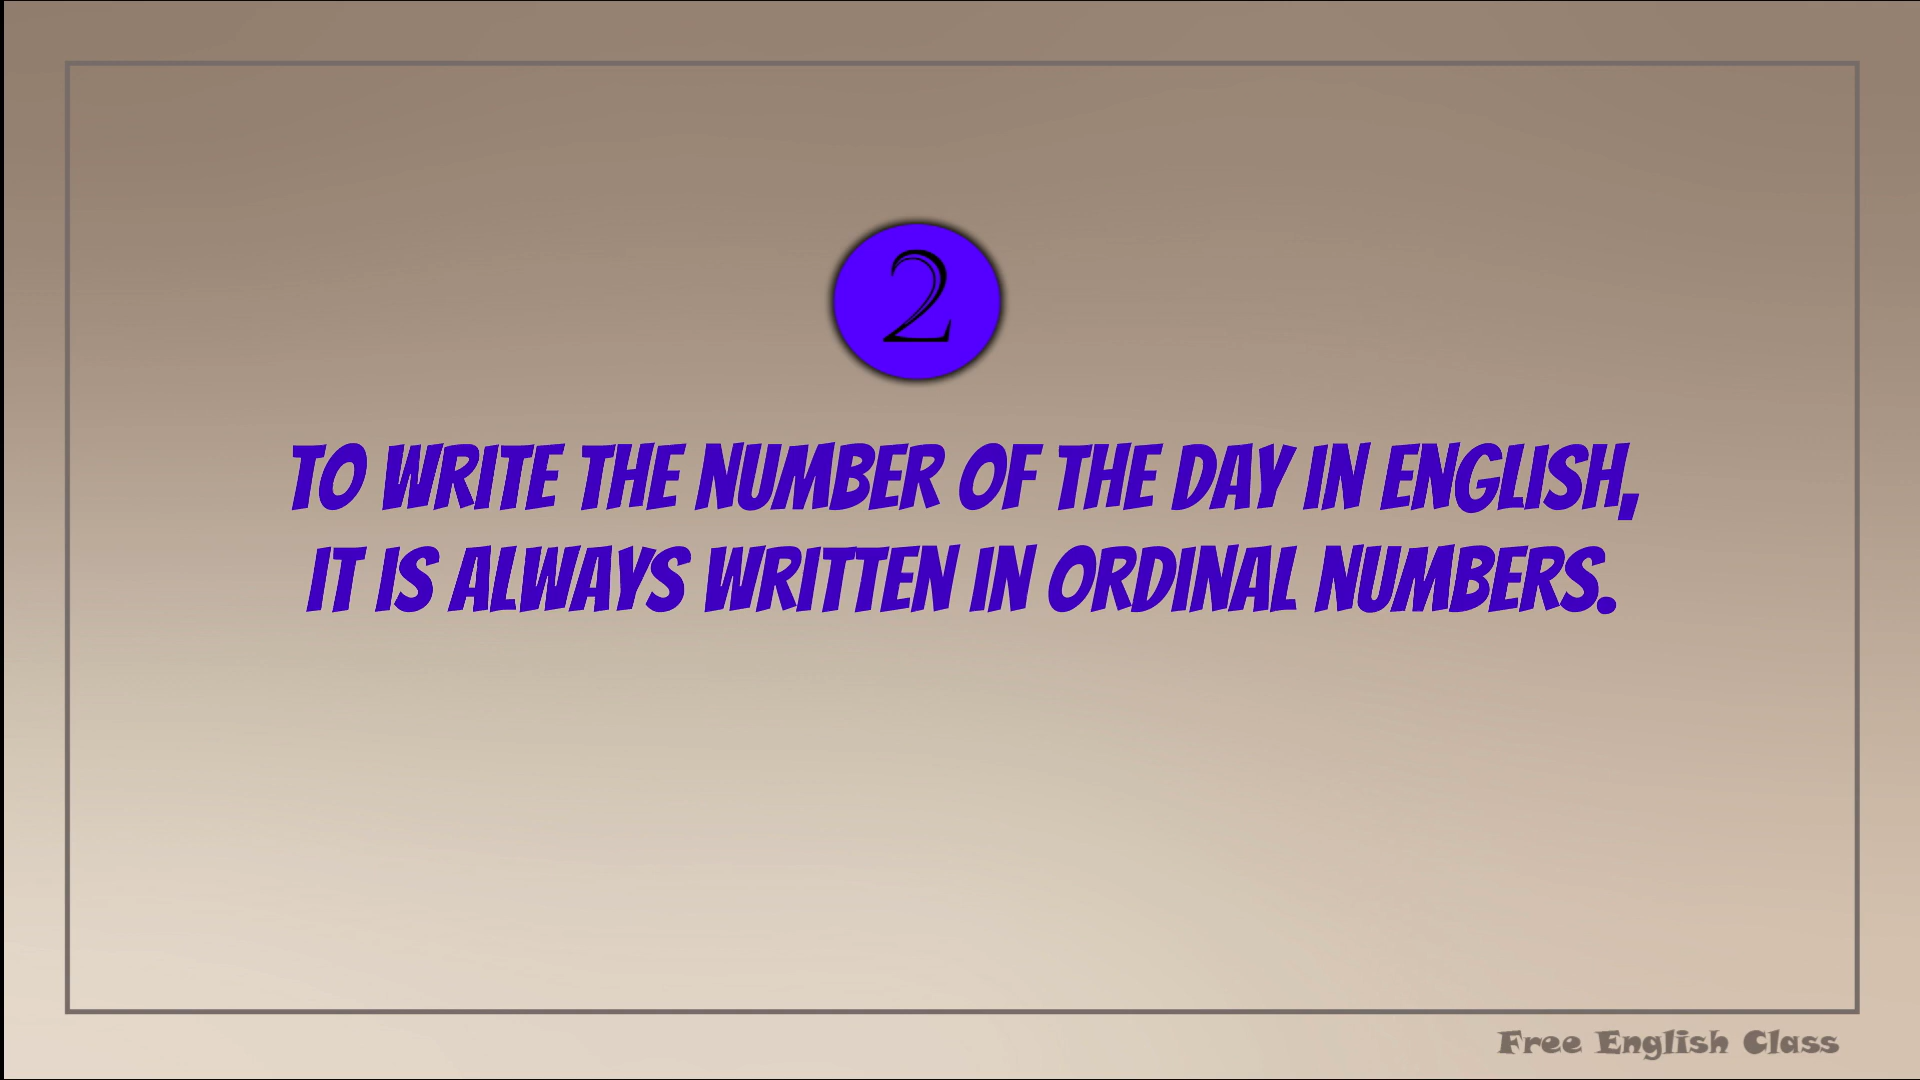 2
TO WRITE THE NUMBER OF THE DAY IN ENGLISH,
IT IS ALWAYS WRITTEN IN ORDINAL NUMBERS.
Free English Class